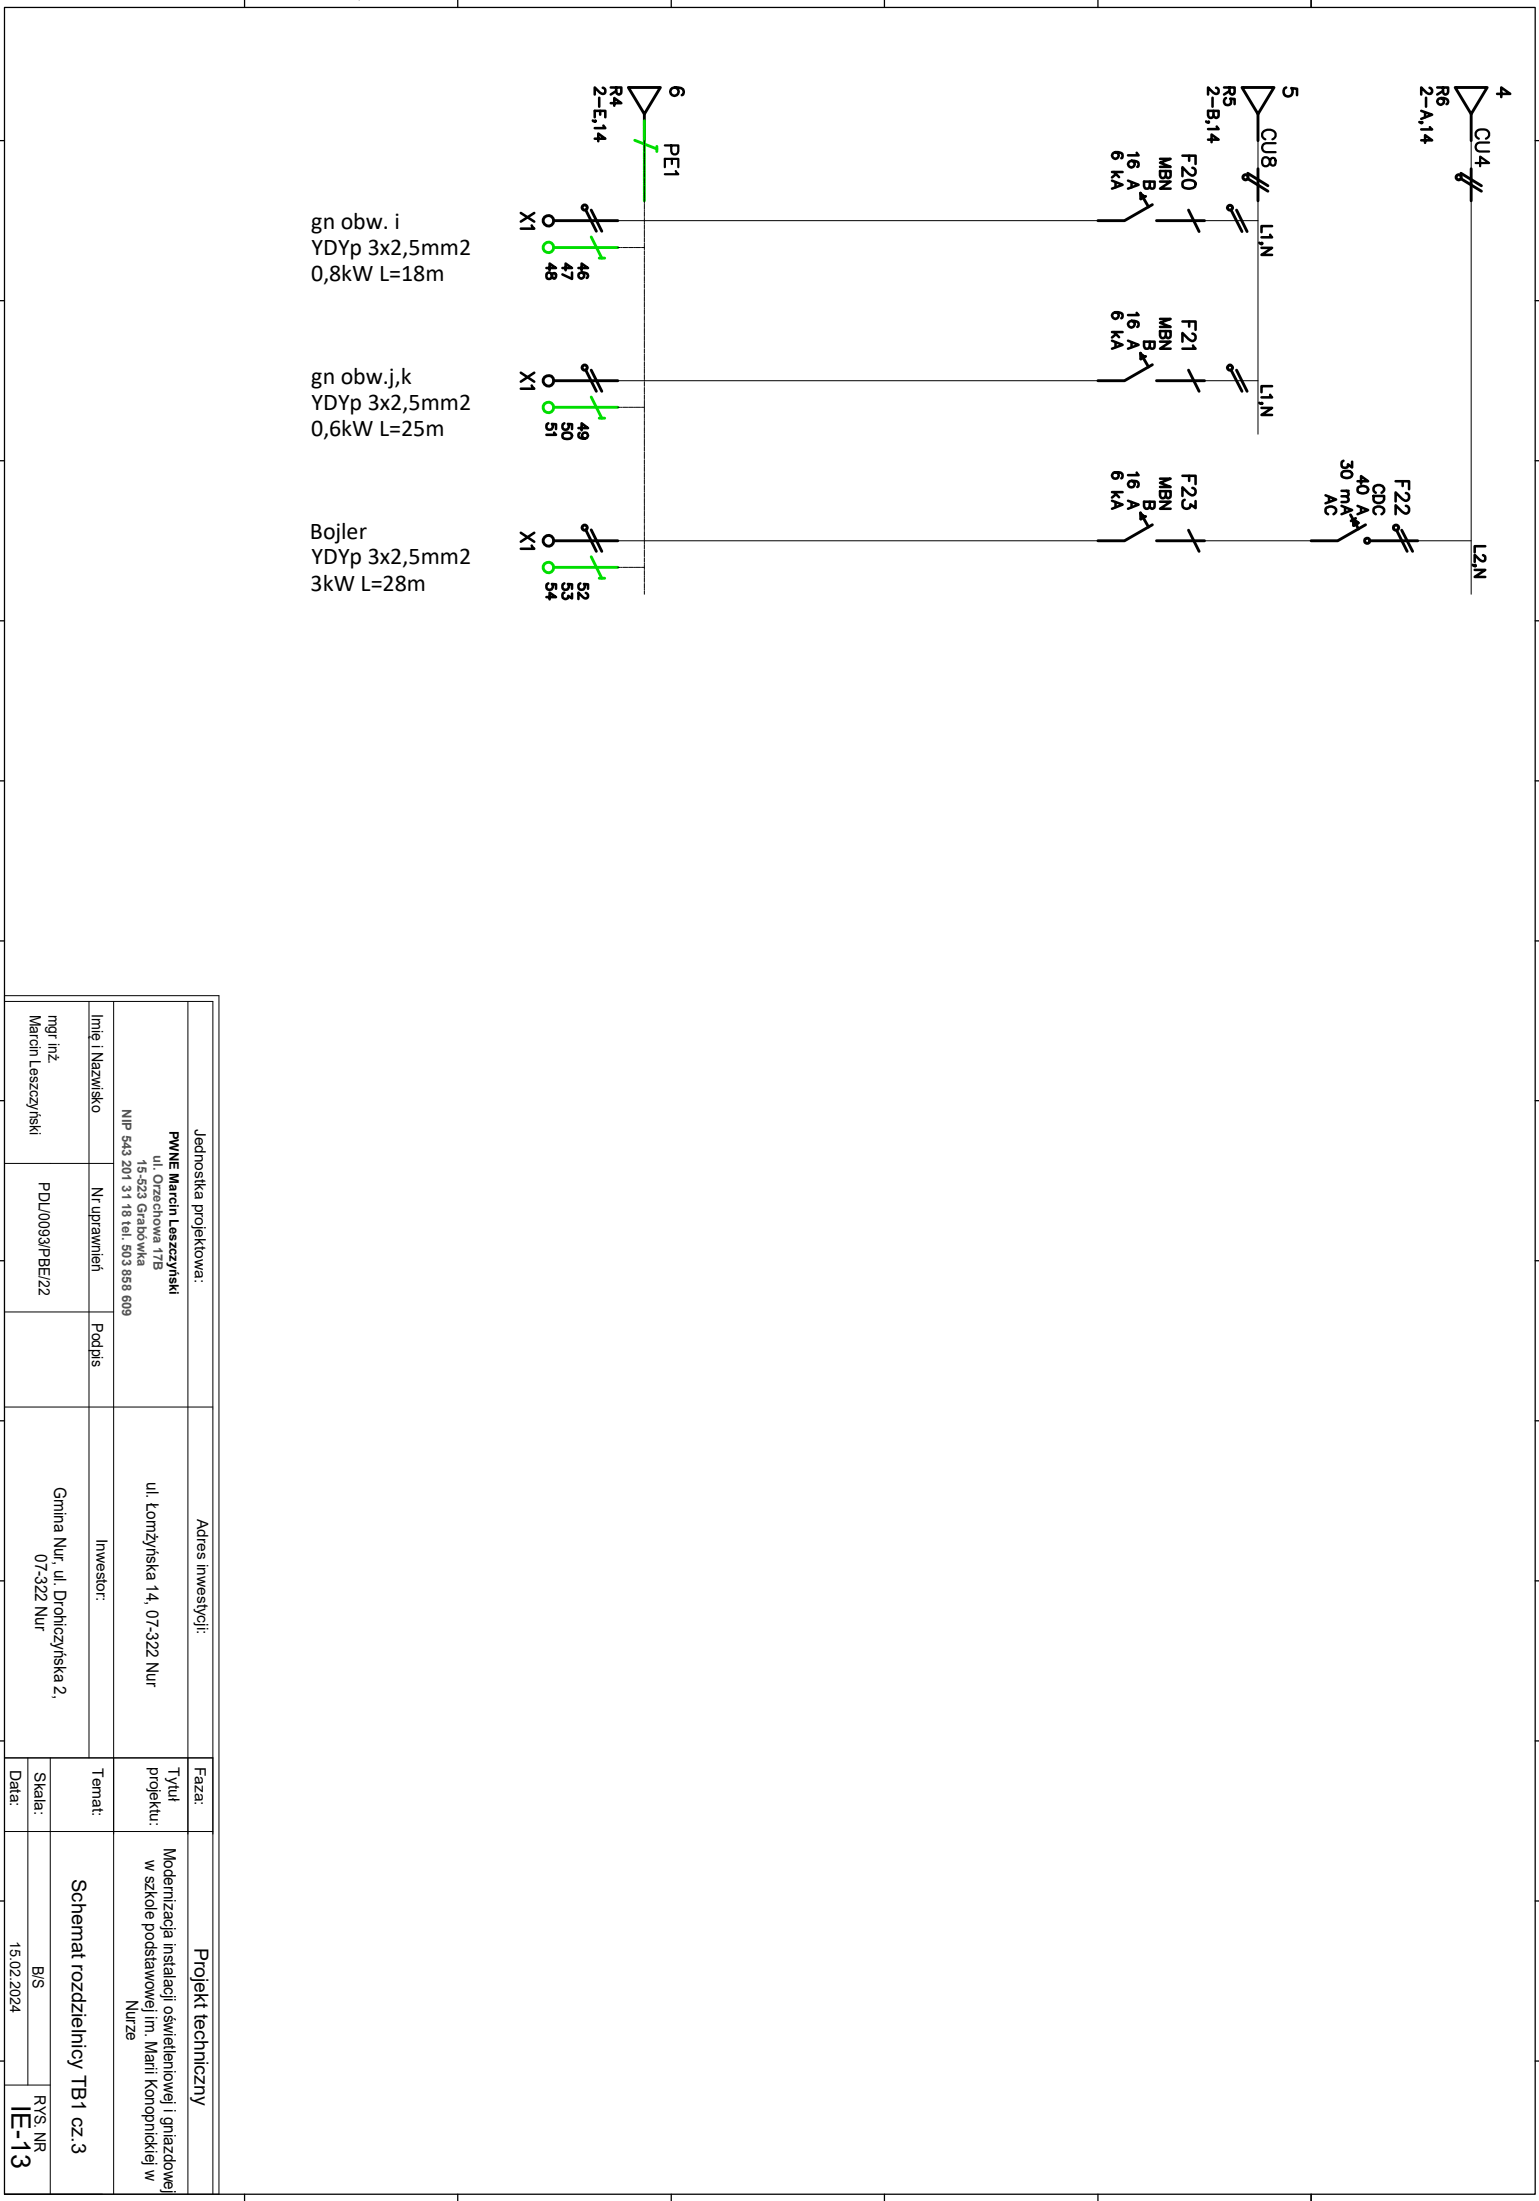 4
R6
2-A,14
CU4
5
R5
2-B,14
CU8
6
R4
2-E,14
PE1
F20
MBN
B
16 A
6 kA
L1,N
F21
MBN
B
16 A
6 kA
L1,N
F22
CDC
40 A
30 mA
AC
L2,N
F23
MBN
B
16 A
6 kA
X1
46
47
48
gn obw. i
YDYp 3x2,5mm2
0,8kW L=18m
X1
49
50
51
gn obw.j,k
YDYp 3x2,5mm2
0,6kW L=25m
X1
52
53
54
Bojler
YDYp 3x2,5mm2
3kW L=28m
Jednostka projektowa:
PWNE Marcin Leszczyński
ul. Orzechowa 17B
15-523 Grabówka
NIP 543 201 31 18 tel. 503 858 609
Imię i Nazwisko
Nr uprawnień
Podpis
mgr inż.
Marcin Leszczyński
PDL/0093/PBE/22
Adres inwestycji:
ul. Łomżyńska 14, 07-322 Nur
Inwestor:
Gmina Nur, ul. Drohiczyńska 2,
07-322 Nur
Faza:
Projekt techniczny
Tytuł
projektu:
Modernizacja instalacji oświetleniowej i gniazdowej
w szkole podstawowej im. Marii Konopnickiej w
Nurze
Temat:
Schemat rozdzielnicy TB1 cz.3
Skala:
B/S
Data:
15.02.2024
RYS. NR
IE-13